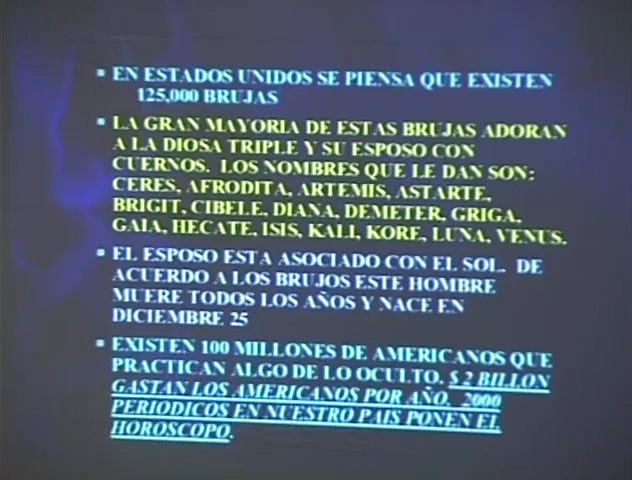 EN ESTADOS UNIDOS SE PIENSA QUE EXISTEN
125,000 BRUJAS
LA GRAN MAYORIA DE ESTAS BRUJAS ADORAN
A LA DIOSA TRIPLE Y SU ESPOSO CON
CUERNOS. LOS NOMBRES QUE LE DAN SON:
CERES, AFRODITA, ARTEMIS, ASTARTE,
BRIGIT, CIBELE, DIANA, DEMETER, GRIGA,
GAIA, HECATE, ISIS, KALI, KORE, LUNA, VENUS.
EL ESPOSO ESTA ASOCIADO CON EL SOL. DE
ACUERDO A LOS BRUJOS ESTE HOMBRE
MUERE TODOS LOS AÑOS Y NACE EN
DICIEMBRE 25
EXISTEN 100 MILLONES DE AMERICANOS QUE
PRACTICAN ALGO DE LO OCULTO. $ 2 BILLON
GASTAN LOS AMERICANOS POR AÑO. 2000
PERIODICOS EN NUESTRO PAIS PONEN EL
HOROSCOPO.